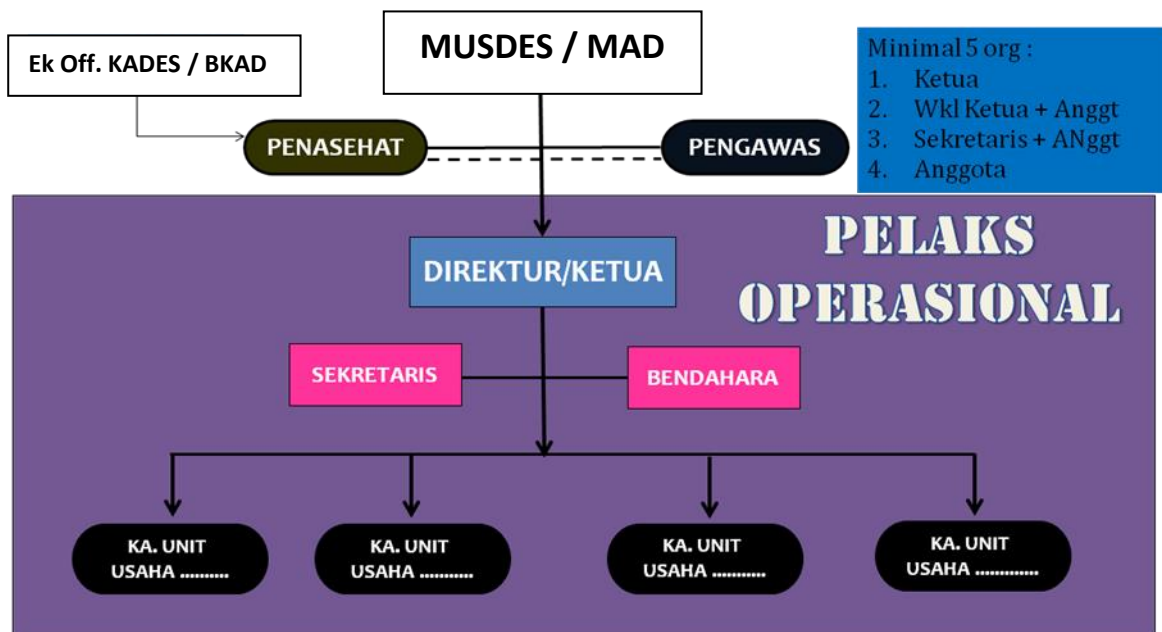 MUSDES / MAD
Ek Off. KADES / BKAD
Minimal 5 org :
1. Ketua
2. Wkl Ketua + Anggt
3. Sekretaris + ANggt
4. Anggota
PENASEHAT
PENGAWAS
PELAKS
OPERASIONAL
DIREKTUR/KETUA
SEKRETARIS
BENDAHARA
KA. UNIT
USAHA ...........
KA. UNIT
USAHA ............
KA. UNIT
USAHA ............
KA. UNIT
USAHA ..............